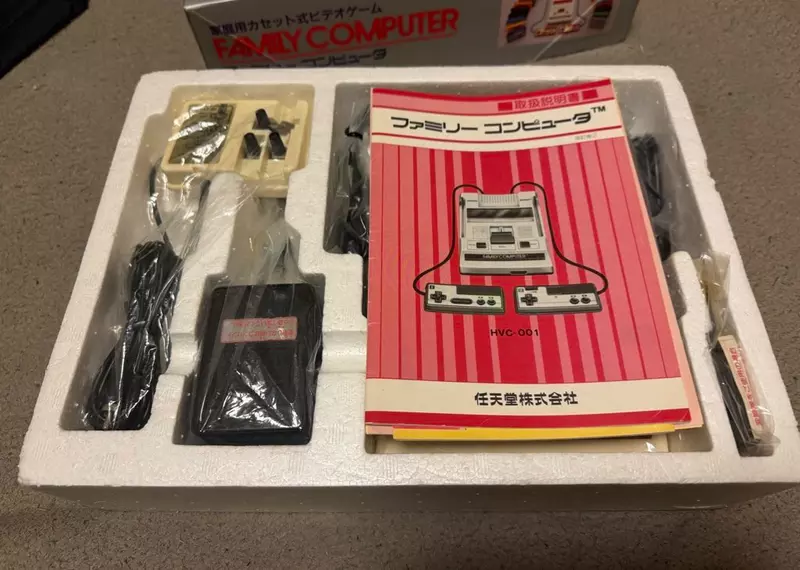 家庭用カセット式ビデオゲーム
FAMILY COMPUTER
ファミリー コンピュータ
取扱説明書
ファミリー コンピュータ™
FAMILY COMPUTER
HVC-001
任天堂株式会社